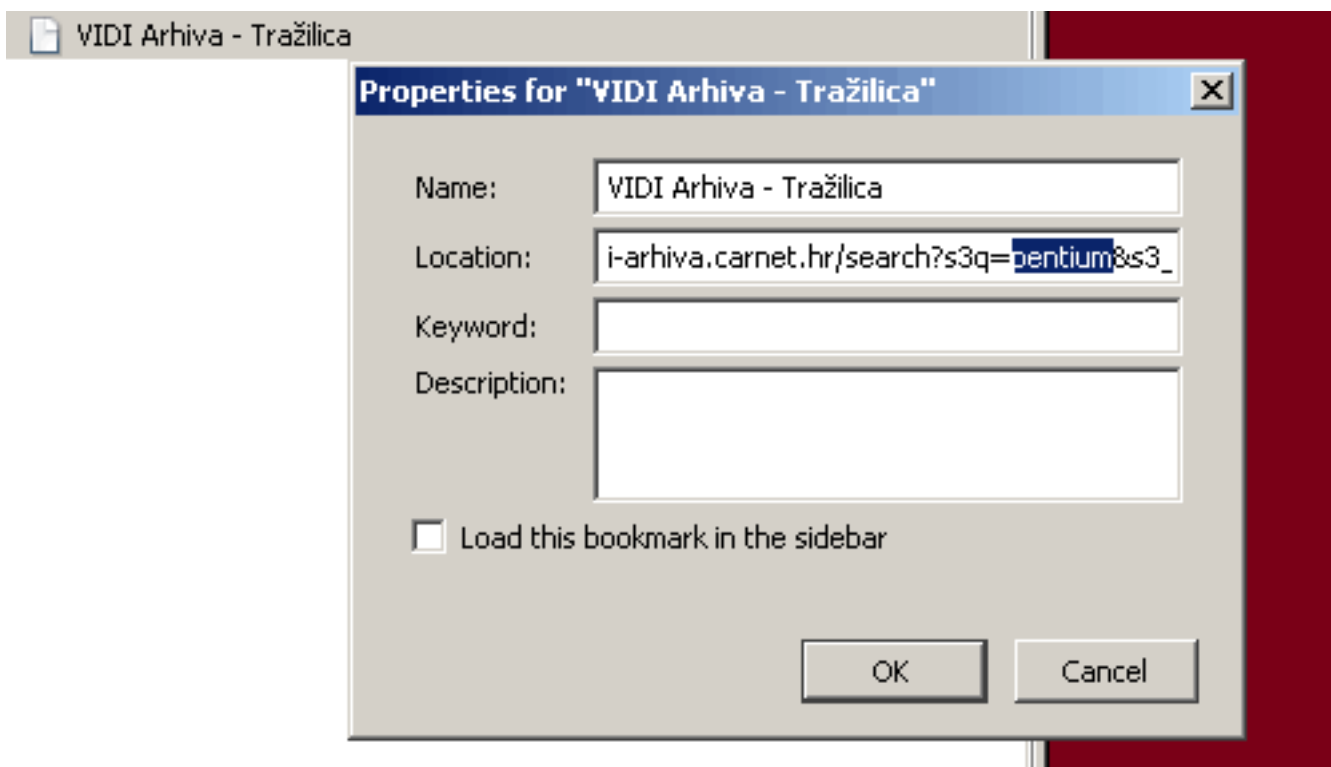 VIDI Arhiva - Tražilica
Properties for "VIDI Arhiva - Tražilica"
Name: VIDI Arhiva - Tražilica
Location: i-arhiva.carnet.hr/search?s3q=pentium&s3_
Keyword:
Description:
Load this bookmark in the sidebar
OK Cancel